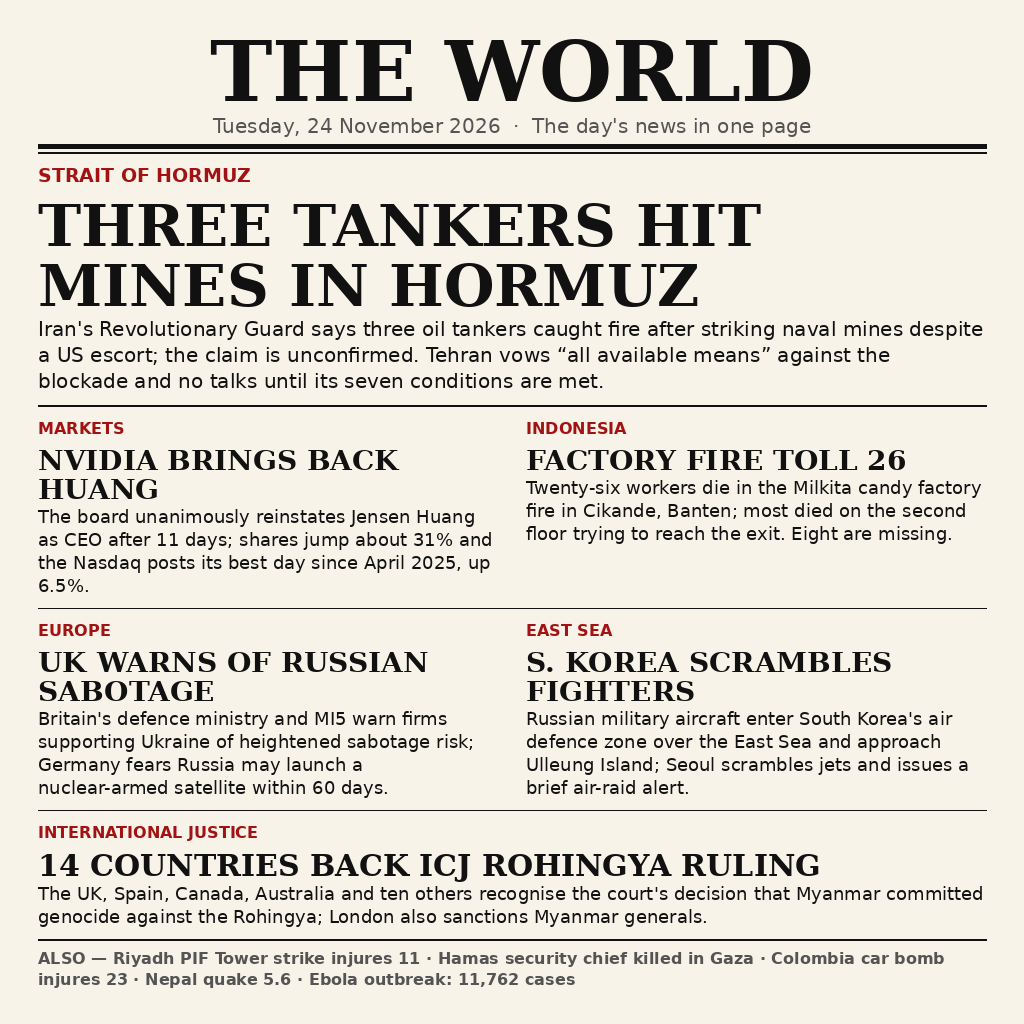 THE WORLD
Tuesday, 24 November 2026 · The day's news in one page
STRAIT OF HORMUZ
THREE TANKERS HIT
MINES IN HORMUZ
Iran's Revolutionary Guard says three oil tankers caught fire after striking naval mines despite
a US escort; the claim is unconfirmed. Tehran vows “all available means” against the
blockade and no talks until its seven conditions are met.
MARKETS
NVIDIA BRINGS BACK
HUANG
The board unanimously reinstates Jensen Huang
as CEO after 11 days; shares jump about 31% and
the Nasdaq posts its best day since April 2025, up
6.5%.
INDONESIA
FACTORY FIRE TOLL 26
Twenty-six workers die in the Milkita candy factory
fire in Cikande, Banten; most died on the second
floor trying to reach the exit. Eight are missing.
EUROPE
UK WARNS OF RUSSIAN
SABOTAGE
Britain's defence ministry and MI5 warn firms
supporting Ukraine of heightened sabotage risk;
Germany fears Russia may launch a
nuclear-armed satellite within 60 days.
EAST SEA
S. KOREA SCRAMBLES
FIGHTERS
Russian military aircraft enter South Korea's air
defence zone over the East Sea and approach
Ulleung Island; Seoul scrambles jets and issues a
brief air-raid alert.
INTERNATIONAL JUSTICE
14 COUNTRIES BACK ICJ ROHINGYA RULING
The UK, Spain, Canada, Australia and ten others recognise the court's decision that Myanmar committed
genocide against the Rohingya; London also sanctions Myanmar generals.
ALSO — Riyadh PIF Tower strike injures 11 · Hamas security chief killed in Gaza · Colombia car bomb
injures 23 · Nepal quake 5.6 · Ebola outbreak: 11,762 cases